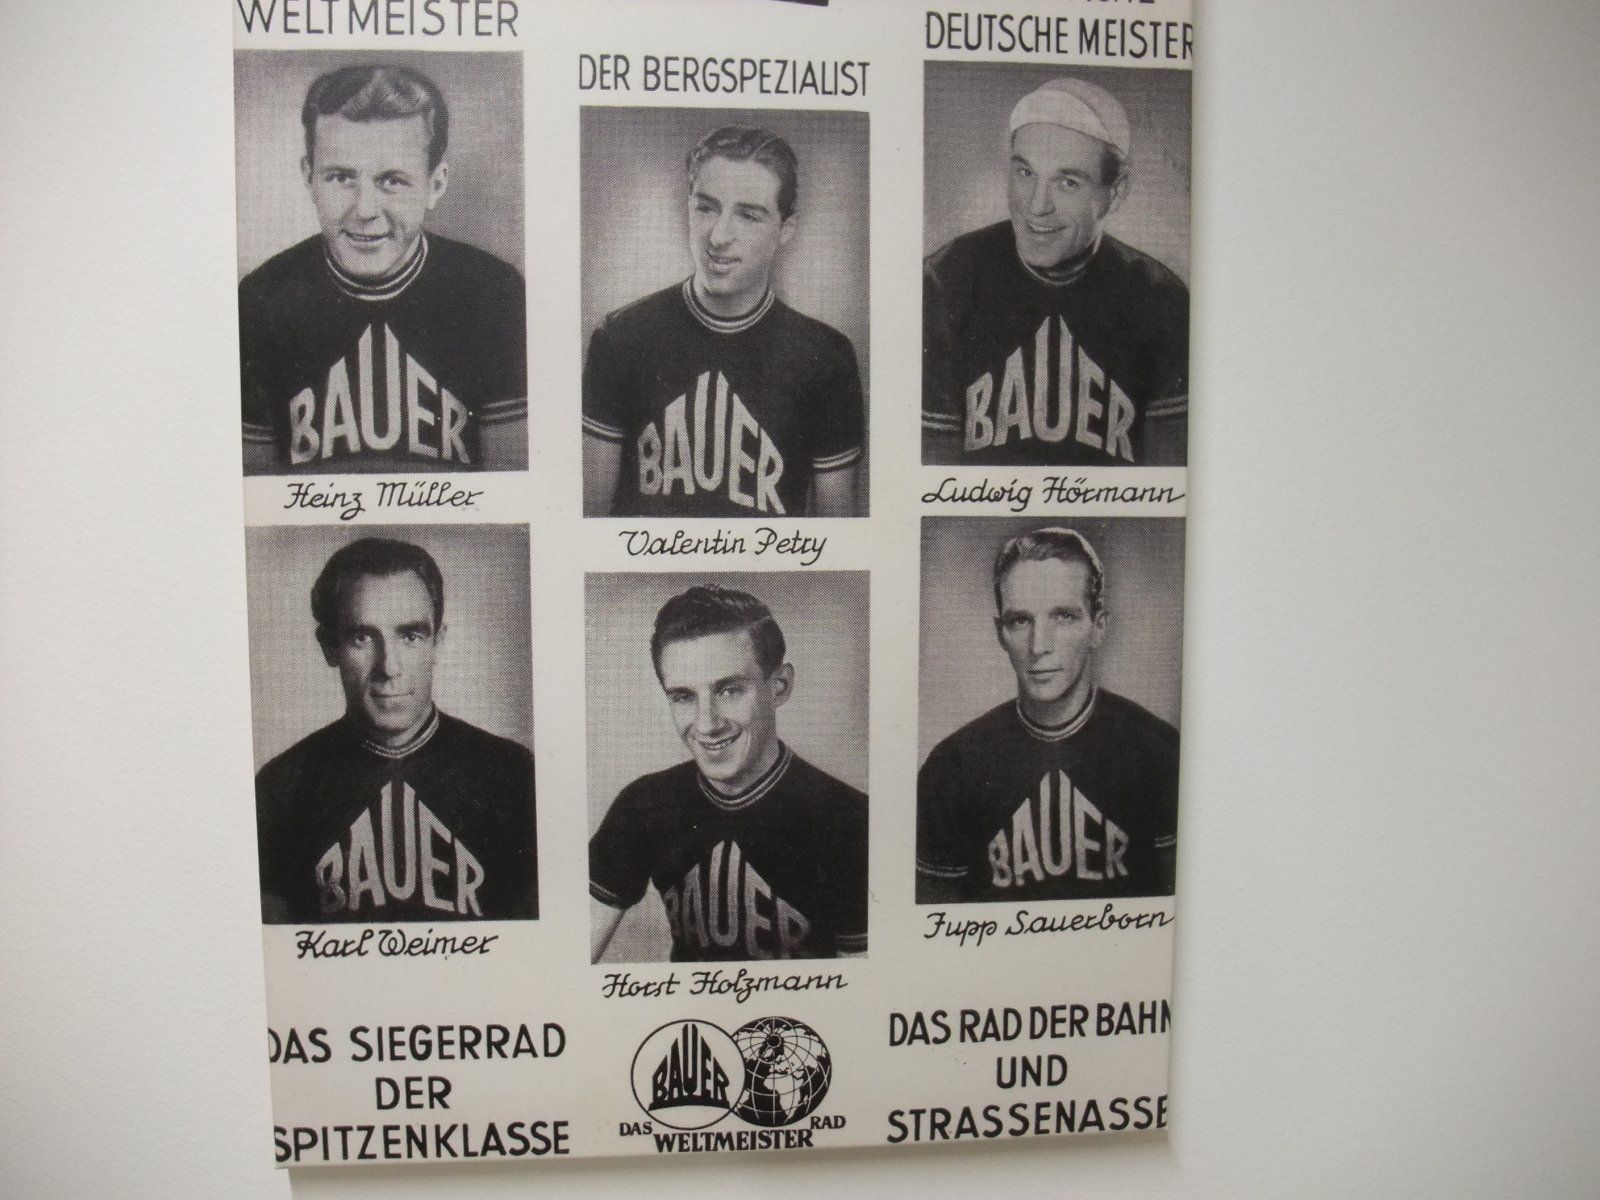 WELTMEISTER
DEUTSCHE MEISTER
DER BERGSPEZIALIST
BAUER
BAUER
BAUER
Heinz Müller
Valentin Petry
Ludwig Hörmann
BAUER
BAUER
BAUER
Karl Weimer
Horst Holzmann
Jupp Sauerborn
DAS SIEGERRAD
DER
SPITZENKLASSE
BAUER
DAS WELTMEISTER RAD
DAS RAD DER BAHN
UND
STRASSENASSE